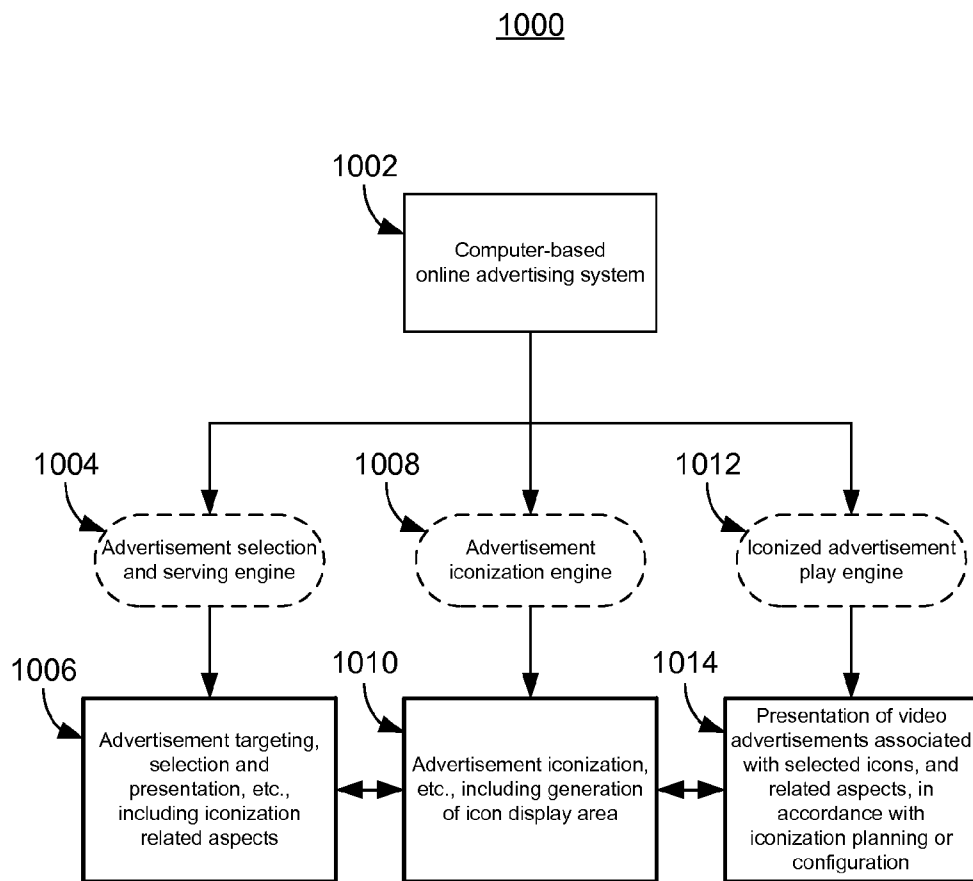 1000
1002
Computer-based
online advertising system
1004
1008
1012
Advertisement selection
and serving engine
Advertisement
iconization engine
Iconized advertisement
play engine
1006
1010
1014
Advertisement targeting,
selection and
presentation, etc.,
including iconization
related aspects
Advertisement iconization,
etc., including generation
of icon display area
Presentation of video
advertisements associated
with selected icons, and
related aspects, in
accordance with
iconization planning or
configuration